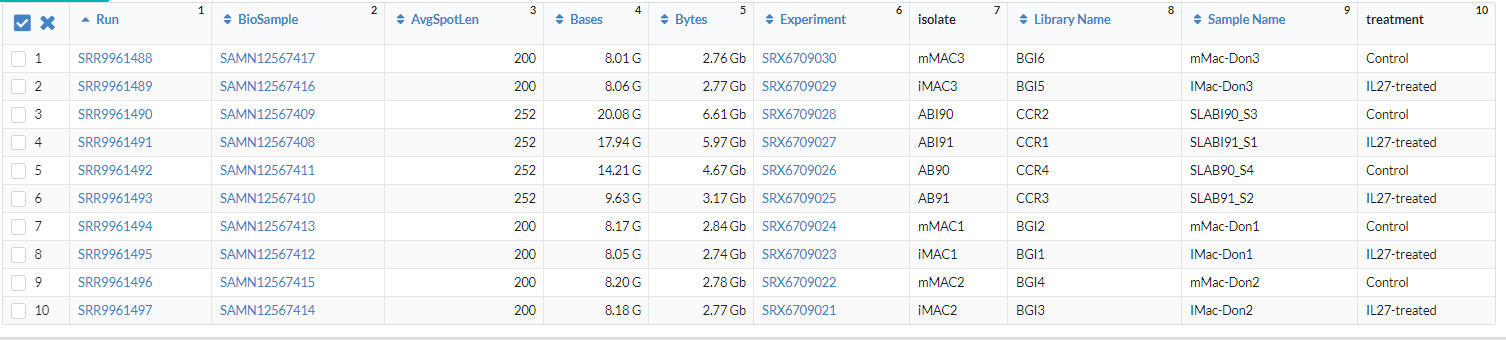 Run 1 BioSample 2 AvgSpotLen 3 Bases 4 Bytes 5 Experiment 6 isolate 7 Library Name 8 Sample Name 9 treatment 10
1 SRR9961488 SAMN12567417 200 8.01 G 2.76 Gb SRX6709030 mMAC3 BGI6 mMac-Don3 Control
2 SRR9961489 SAMN12567416 200 8.06 G 2.77 Gb SRX6709029 iMAC3 BGI5 IMac-Don3 IL27-treated
3 SRR9961490 SAMN12567409 252 20.08 G 6.61 Gb SRX6709028 ABI90 CCR2 SLABI90_S3 Control
4 SRR9961491 SAMN12567408 252 17.94 G 5.97 Gb SRX6709027 ABI91 CCR1 SLABI91_S1 IL27-treated
5 SRR9961492 SAMN12567411 252 14.21 G 4.67 Gb SRX6709026 AB90 CCR4 SLAB90_S4 Control
6 SRR9961493 SAMN12567410 252 9.63 G 3.17 Gb SRX6709025 AB91 CCR3 SLAB91_S2 IL27-treated
7 SRR9961494 SAMN12567413 200 8.17 G 2.84 Gb SRX6709024 mMAC1 BGI2 mMac-Don1 Control
8 SRR9961495 SAMN12567412 200 8.05 G 2.74 Gb SRX6709023 iMAC1 BGI1 IMac-Don1 IL27-treated
9 SRR9961496 SAMN12567415 200 8.20 G 2.78 Gb SRX6709022 mMAC2 BGI4 mMac-Don2 Control
10 SRR9961497 SAMN12567414 200 8.18 G 2.77 Gb SRX6709021 iMAC2 BGI3 IMac-Don2 IL27-treated